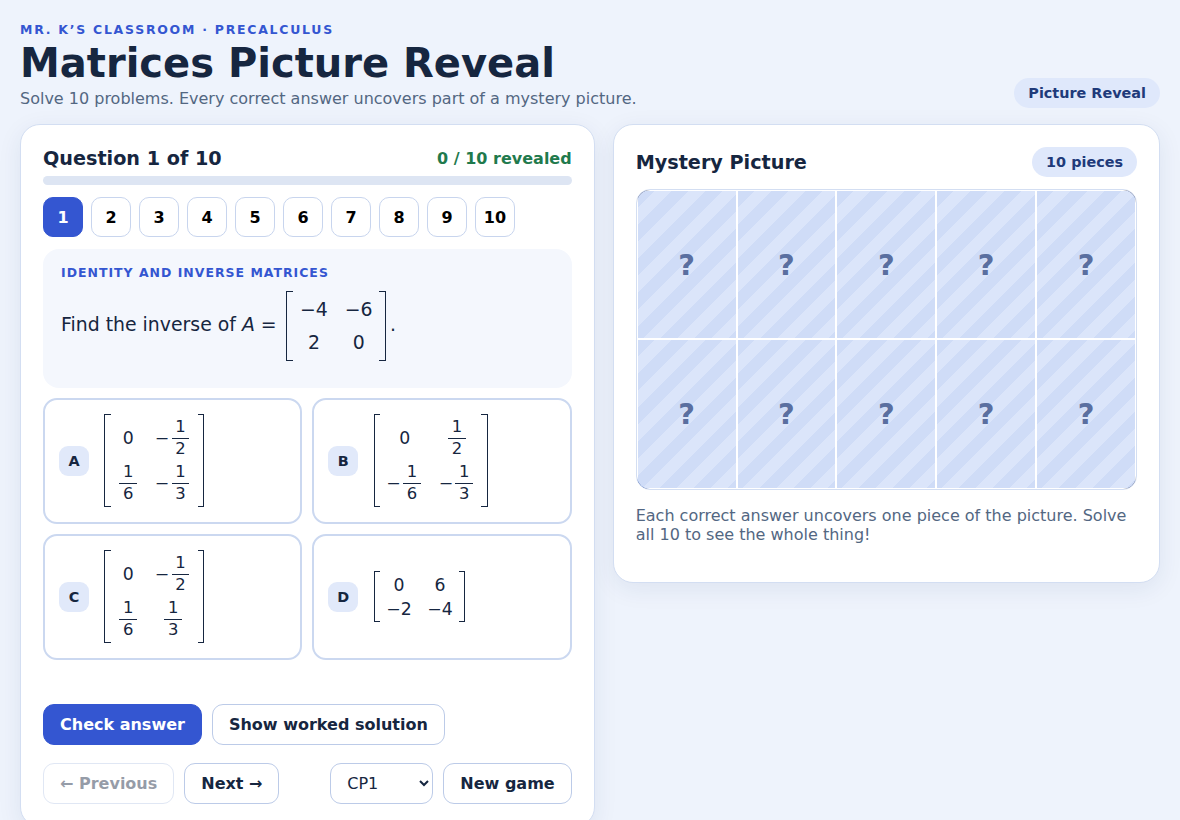 MR. K’S CLASSROOM · PRECALCULUS
Matrices Picture Reveal
Solve 10 problems. Every correct answer uncovers part of a mystery picture.
Picture Reveal
Question 1 of 10
0 / 10 revealed
1 2 3 4 5 6 7 8 9 10
IDENTITY AND INVERSE MATRICES
Find the inverse of A = [ −4 −6
2 0 ].
A
0 −1/2
1/6 −1/3
B
0 1/2
−1/6 −1/3
C
0 −1/2
1/6 1/3
D
0 6
−2 −4
Check answer
Show worked solution
← Previous
Next →
CP1
New game
Mystery Picture
10 pieces
? ? ? ? ?
? ? ? ? ?
Each correct answer uncovers one piece of the picture. Solve
all 10 to see the whole thing!